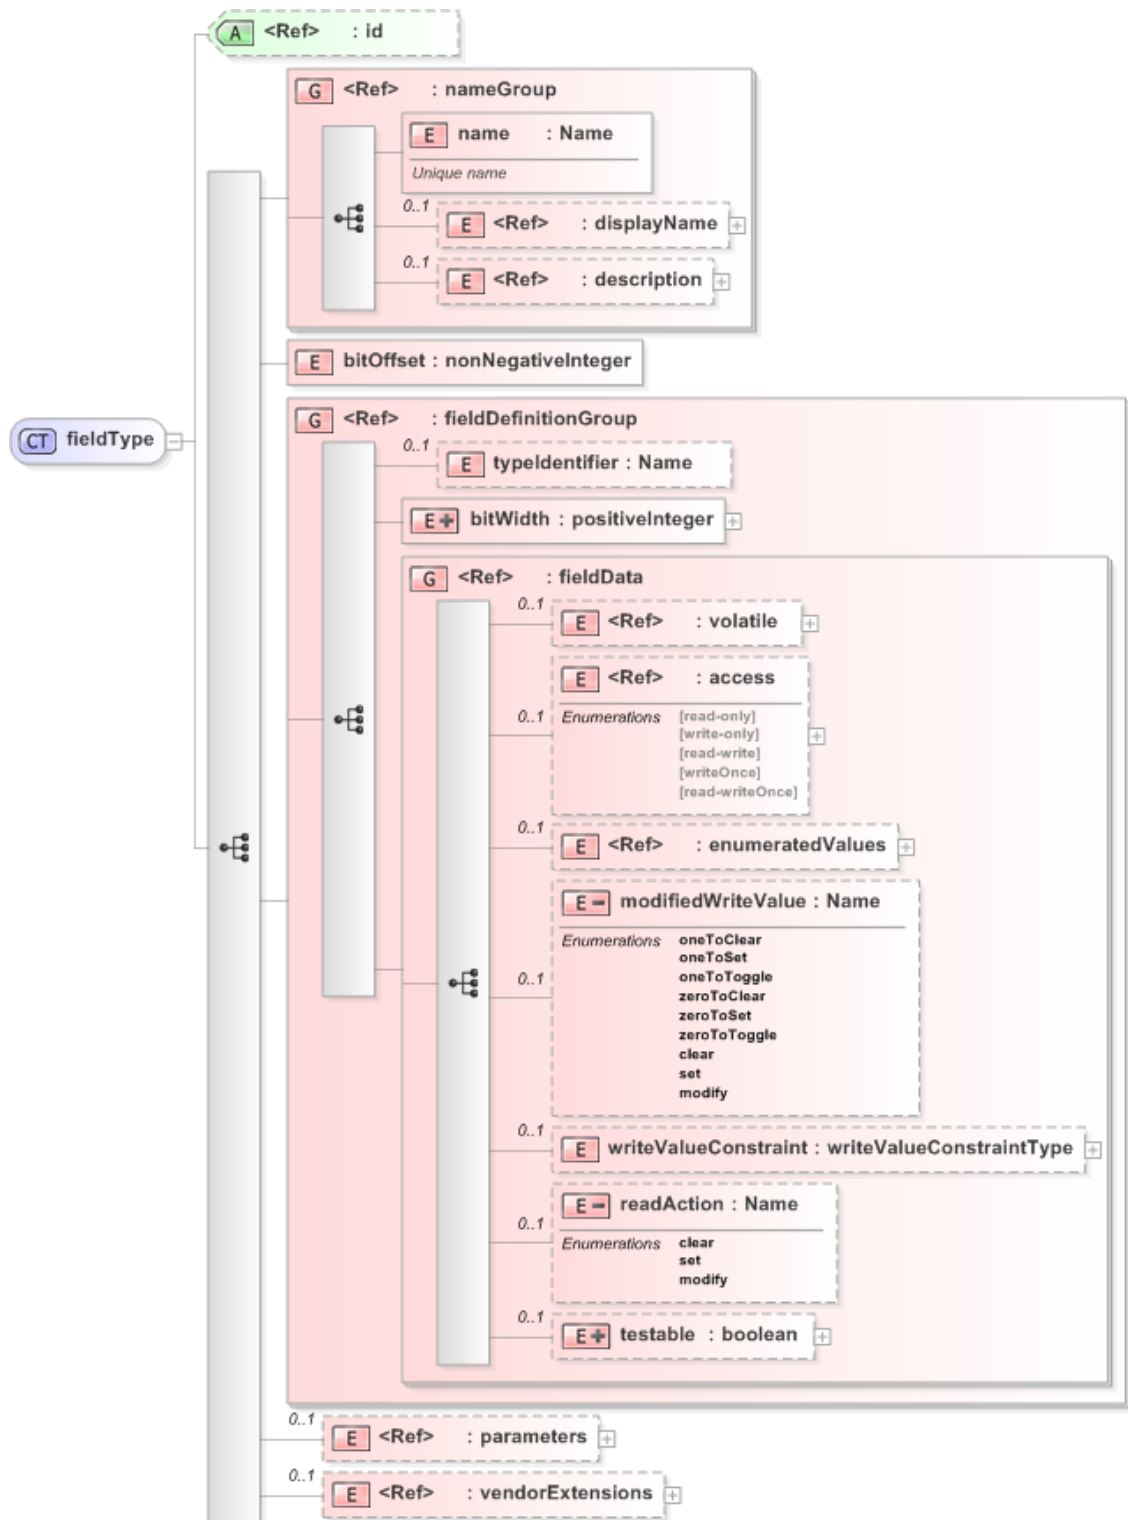 A <Ref> : id
G <Ref> : nameGroup
E name : Name
Unique name
0..1
E <Ref> : displayName
0..1
E <Ref> : description
E bitOffset : nonNegativeInteger
G <Ref> : fieldDefinitionGroup
CT fieldType
0..1
E typeIdentifier : Name
E bitWidth : positiveInteger
G <Ref> : fieldData
0..1
E <Ref> : volatile
E <Ref> : access
0..1 Enumerations [read-only]
[write-only]
[read-write]
[writeOnce]
[read-writeOnce]
0..1
E <Ref> : enumeratedValues
E modifiedWriteValue : Name
Enumerations oneToClear
oneToSet
0..1 oneToToggle
zeroToClear
zeroToSet
zeroToToggle
clear
set
modify
0..1
E writeValueConstraint : writeValueConstraintType
E readAction : Name
0..1
Enumerations clear
set
modify
0..1
E testable : boolean
0..1
E <Ref> : parameters
0..1
E <Ref> : vendorExtensions